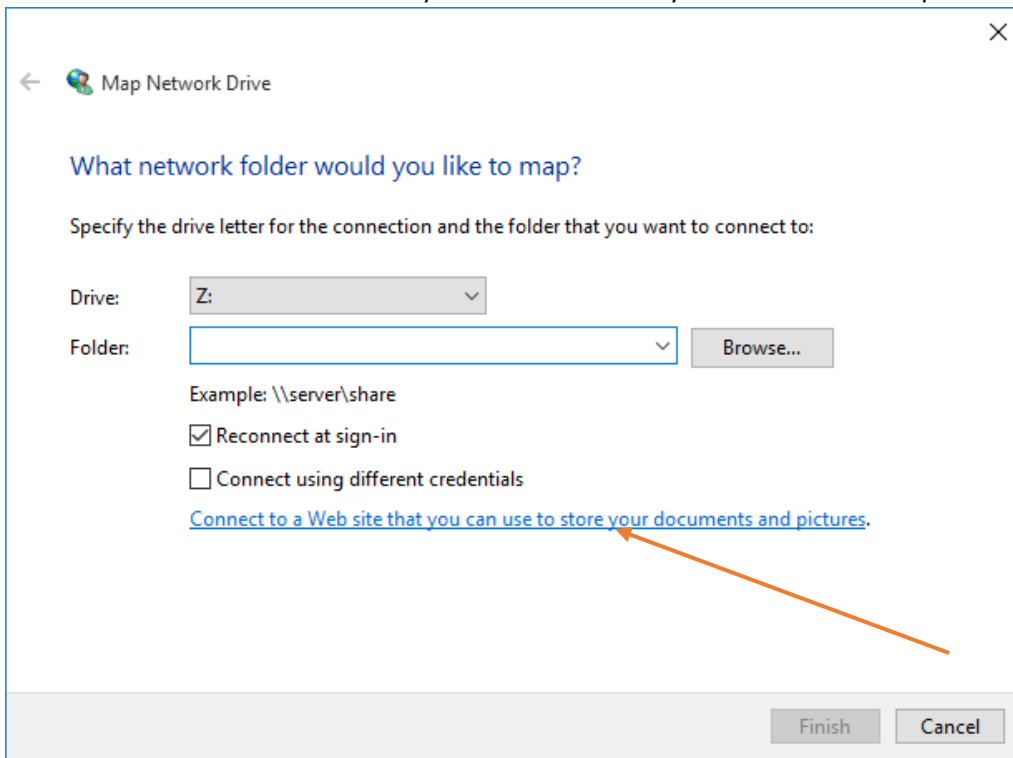 Map Network Drive
What network folder would you like to map?
Specify the drive letter for the connection and the folder that you want to connect to:
Drive: Z:
Folder: Browse...
Example: \\server\share
Reconnect at sign-in
Connect using different credentials
Connect to a Web site that you can use to store your documents and pictures.
Finish Cancel